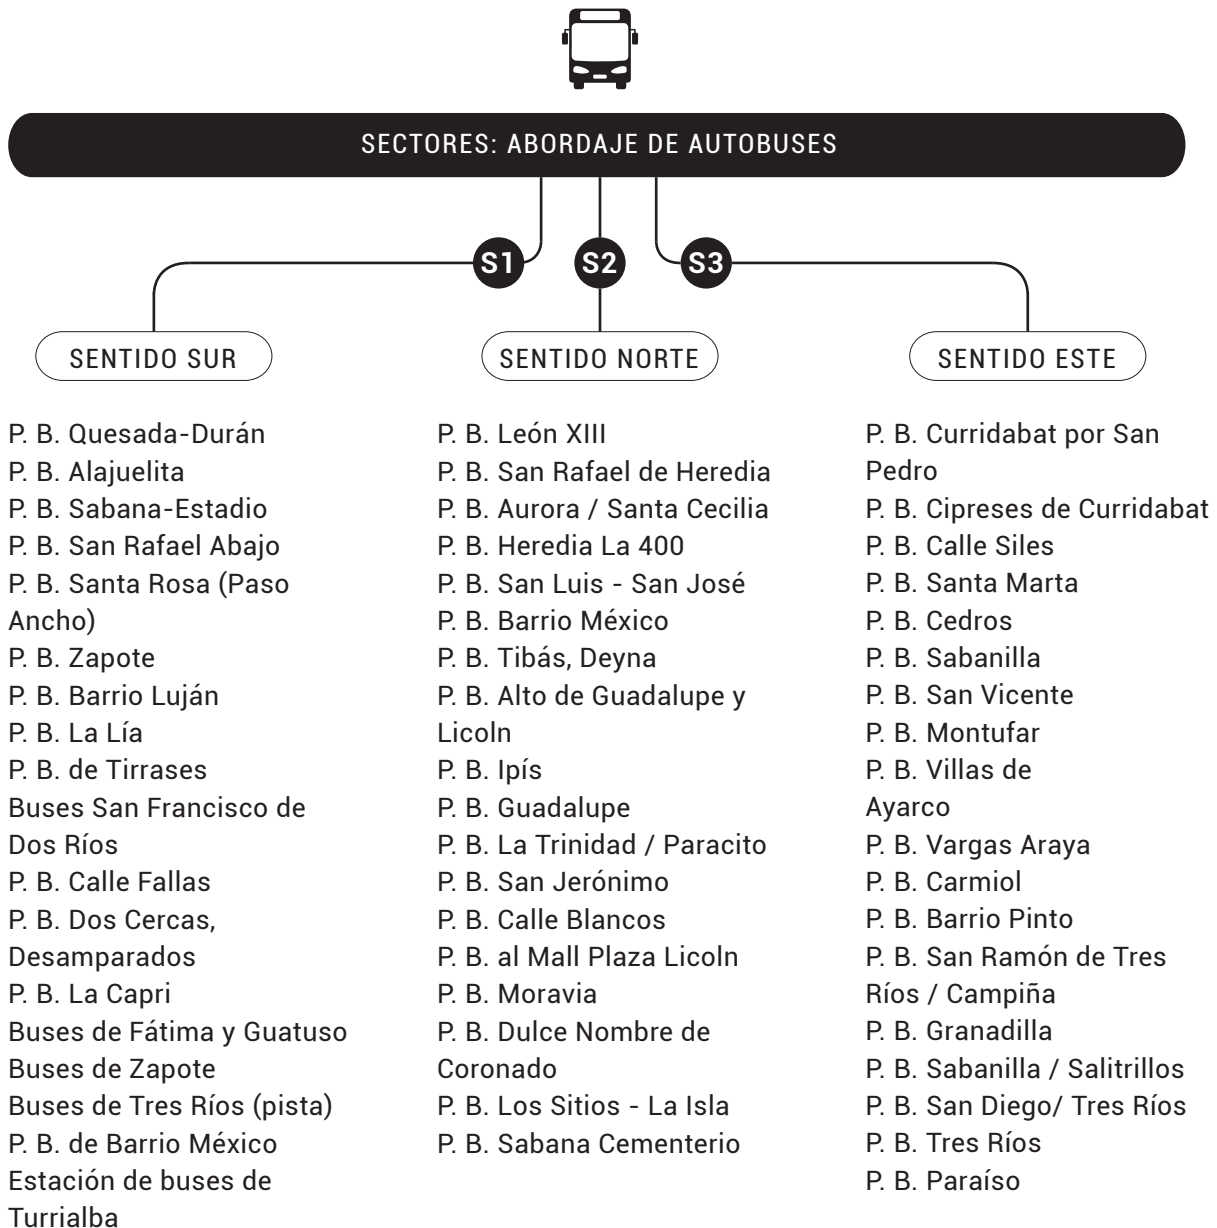 SECTORES: ABORDAJE DE AUTOBUSES
S1
S2
S3
SENTIDO SUR
P. B. Quesada-Durán
P. B. Alajuelita
P. B. Sabana-Estadio
P. B. San Rafael Abajo
P. B. Santa Rosa (Paso
Ancho)
P. B. Zapote
P. B. Barrio Luján
P. B. La Lía
P. B. de Tirrases
Buses San Francisco de
Dos Ríos
P. B. Calle Fallas
P. B. Dos Cercas,
Desamparados
P. B. La Capri
Buses de Fátima y Guatuso
Buses de Zapote
Buses de Tres Ríos (pista)
P. B. de Barrio México
Estación de buses de
Turrialba
SENTIDO NORTE
P. B. León XIII
P. B. San Rafael de Heredia
P. B. Aurora / Santa Cecilia
P. B. Heredia La 400
P. B. San Luis - San José
P. B. Barrio México
P. B. Tibás, Deyna
P. B. Alto de Guadalupe y
Licoln
P. B. Ipís
P. B. Guadalupe
P. B. La Trinidad / Paracito
P. B. San Jerónimo
P. B. Calle Blancos
P. B. al Mall Plaza Licoln
P. B. Moravia
P. B. Dulce Nombre de
Coronado
P. B. Los Sitios - La Isla
P. B. Sabana Cementerio
SENTIDO ESTE
P. B. Curridabat por San
Pedro
P. B. Cipreses de Curridabat
P. B. Calle Siles
P. B. Santa Marta
P. B. Cedros
P. B. Sabanilla
P. B. San Vicente
P. B. Montufar
P. B. Villas de
Ayarco
P. B. Vargas Araya
P. B. Carmiol
P. B. Barrio Pinto
P. B. San Ramón de Tres
Ríos / Campiña
P. B. Granadilla
P. B. Sabanilla / Salitrillos
P. B. San Diego/ Tres Ríos
P. B. Tres Ríos
P. B. Paraíso